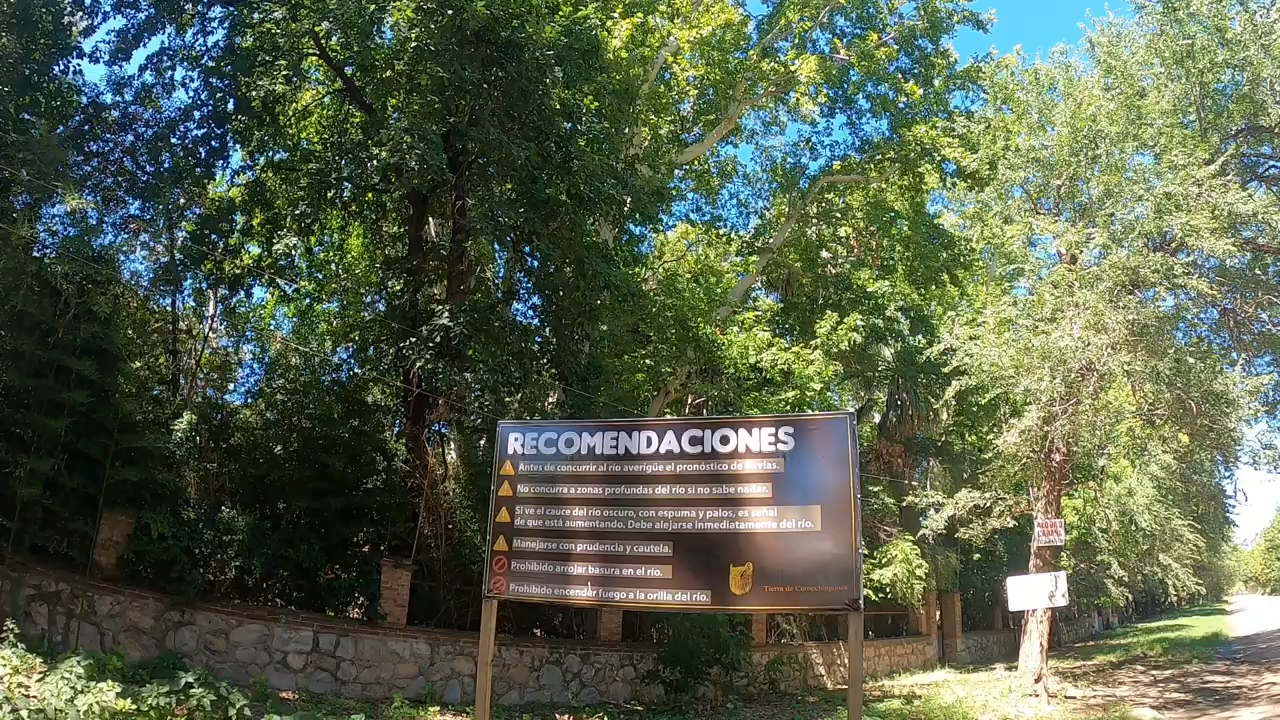 RECOMENDACIONES
Antes de concurrir al río averigüe el pronóstico de lluvias.
No concurra a zonas profundas del río si no sabe nadar.
Si ve el cauce del río oscuro, con espuma y palos, es señal
de que está aumentando. Debe alejarse inmediatamente del río.
Manejarse con prudencia y cautela.
Prohibido arrojar basura en el río.
Prohibido encender fuego a la orilla del río.
Tierra de Comechingones
ALQUILO
CABAÑA